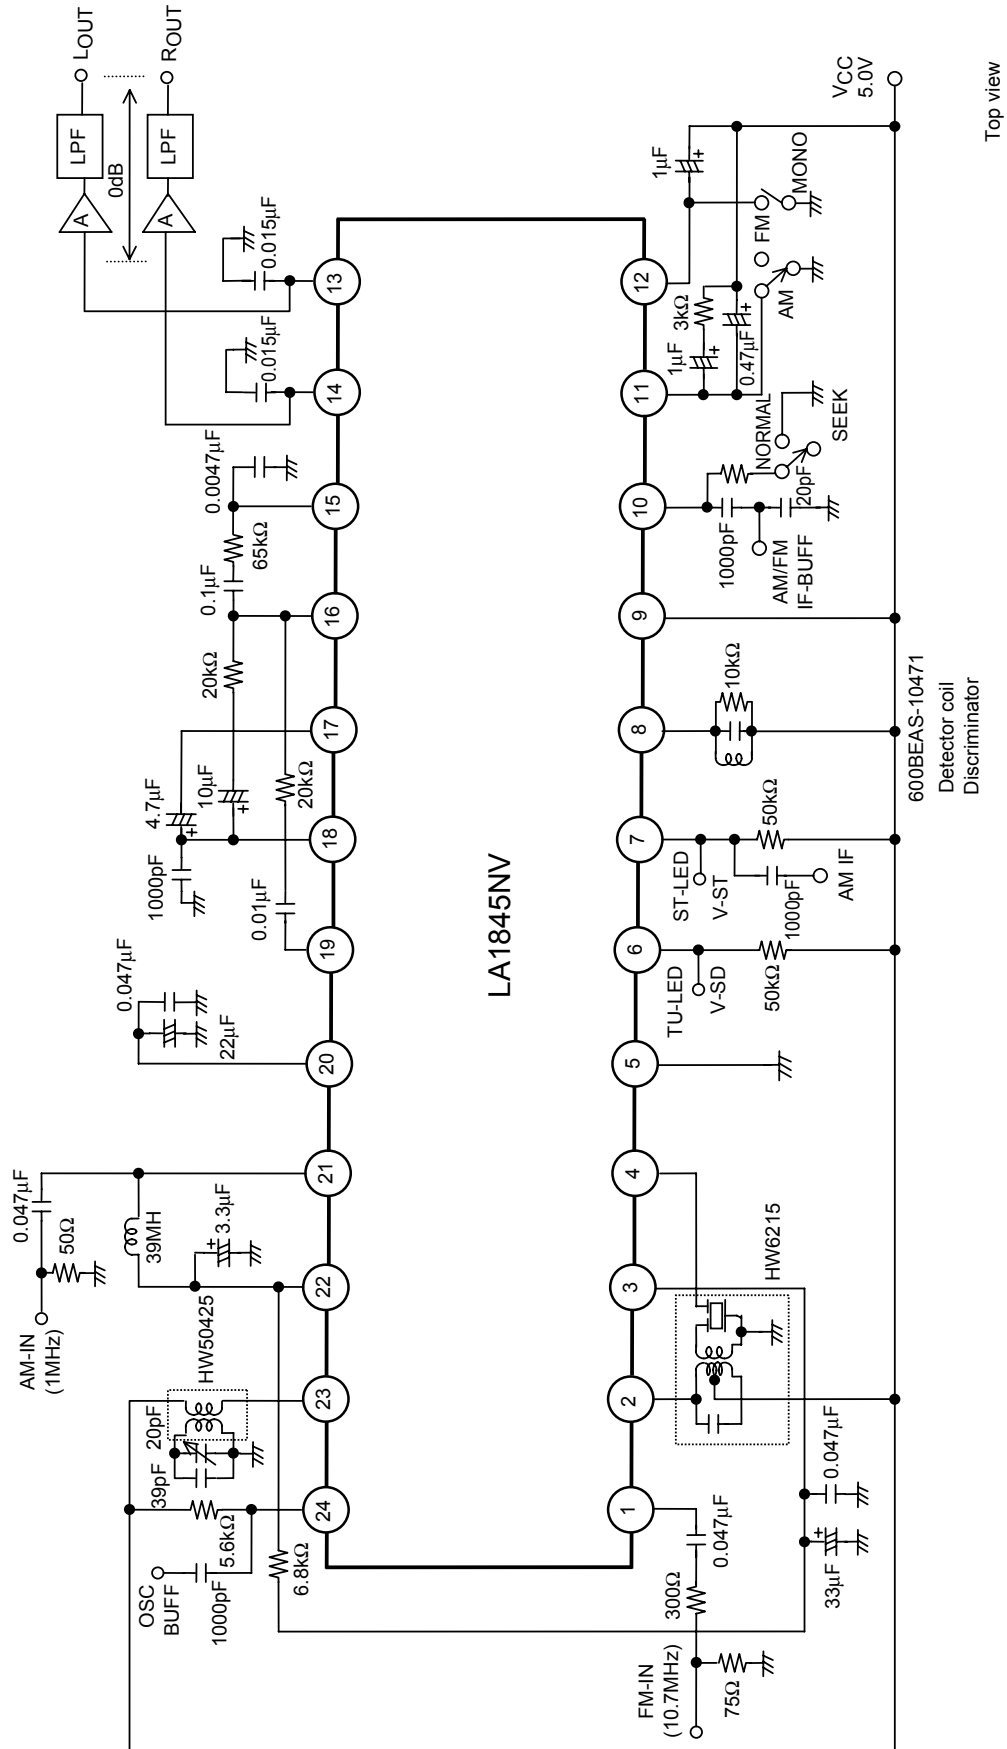 LOUT
ROUT
LPF
LPF
A
A
0dB
0.015µF
0.015µF
0.0047µF
65kΩ
0.1µF
20kΩ
4.7µF
10µF
20kΩ
1000pF
0.01µF
0.047µF
22µF
0.047µF
50Ω
AM-IN
(1MHz)
39MH
+
3.3µF
HW50425
20pF
39pF
5.6kΩ
OSC
BUFF
1000pF
6.8kΩ
+
+
24
23
22
21
20
19
18
17
16
15
14
13
LA1845NV
1
2
3
4
5
6
7
8
9
10
11
12
FM-IN
(10.7MHz)
75Ω
300Ω
0.047µF
33µF
+
0.047µF
HW6215
TU-LED
V-SD
50kΩ
ST-LED
V-ST
1000pF
AM IF
50kΩ
10kΩ
600BEAS-10471
Detector coil
Discriminator
1000pF
AM/FM
IF-BUFF
20pF
NORMAL
SEEK
1µF
+
3kΩ
0.47µF
+
AM
FM
MONO
1µF
+
VCC
5.0V
Top view